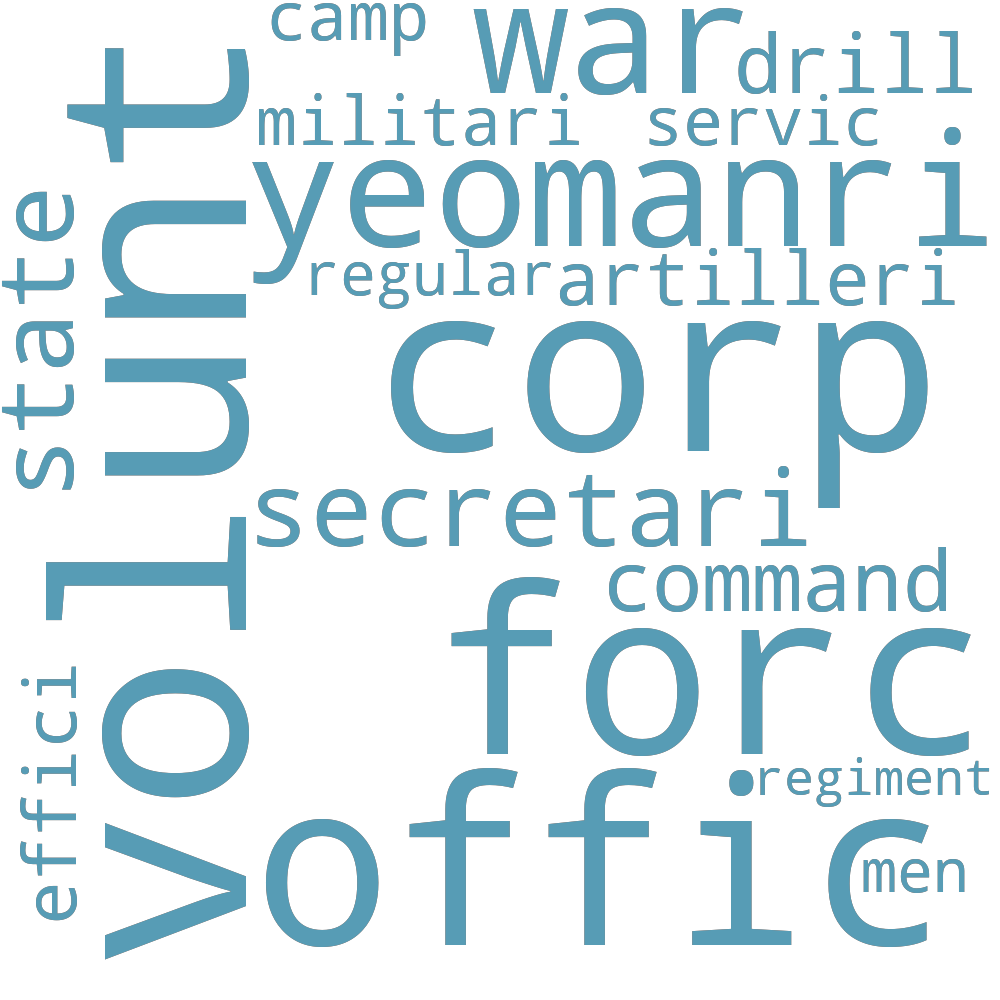 camp
war
drill
militari
servic
yeomanri
regular
artilleri
corp
secretari
command
forc
regiment
offic
men
volunt
state
effici